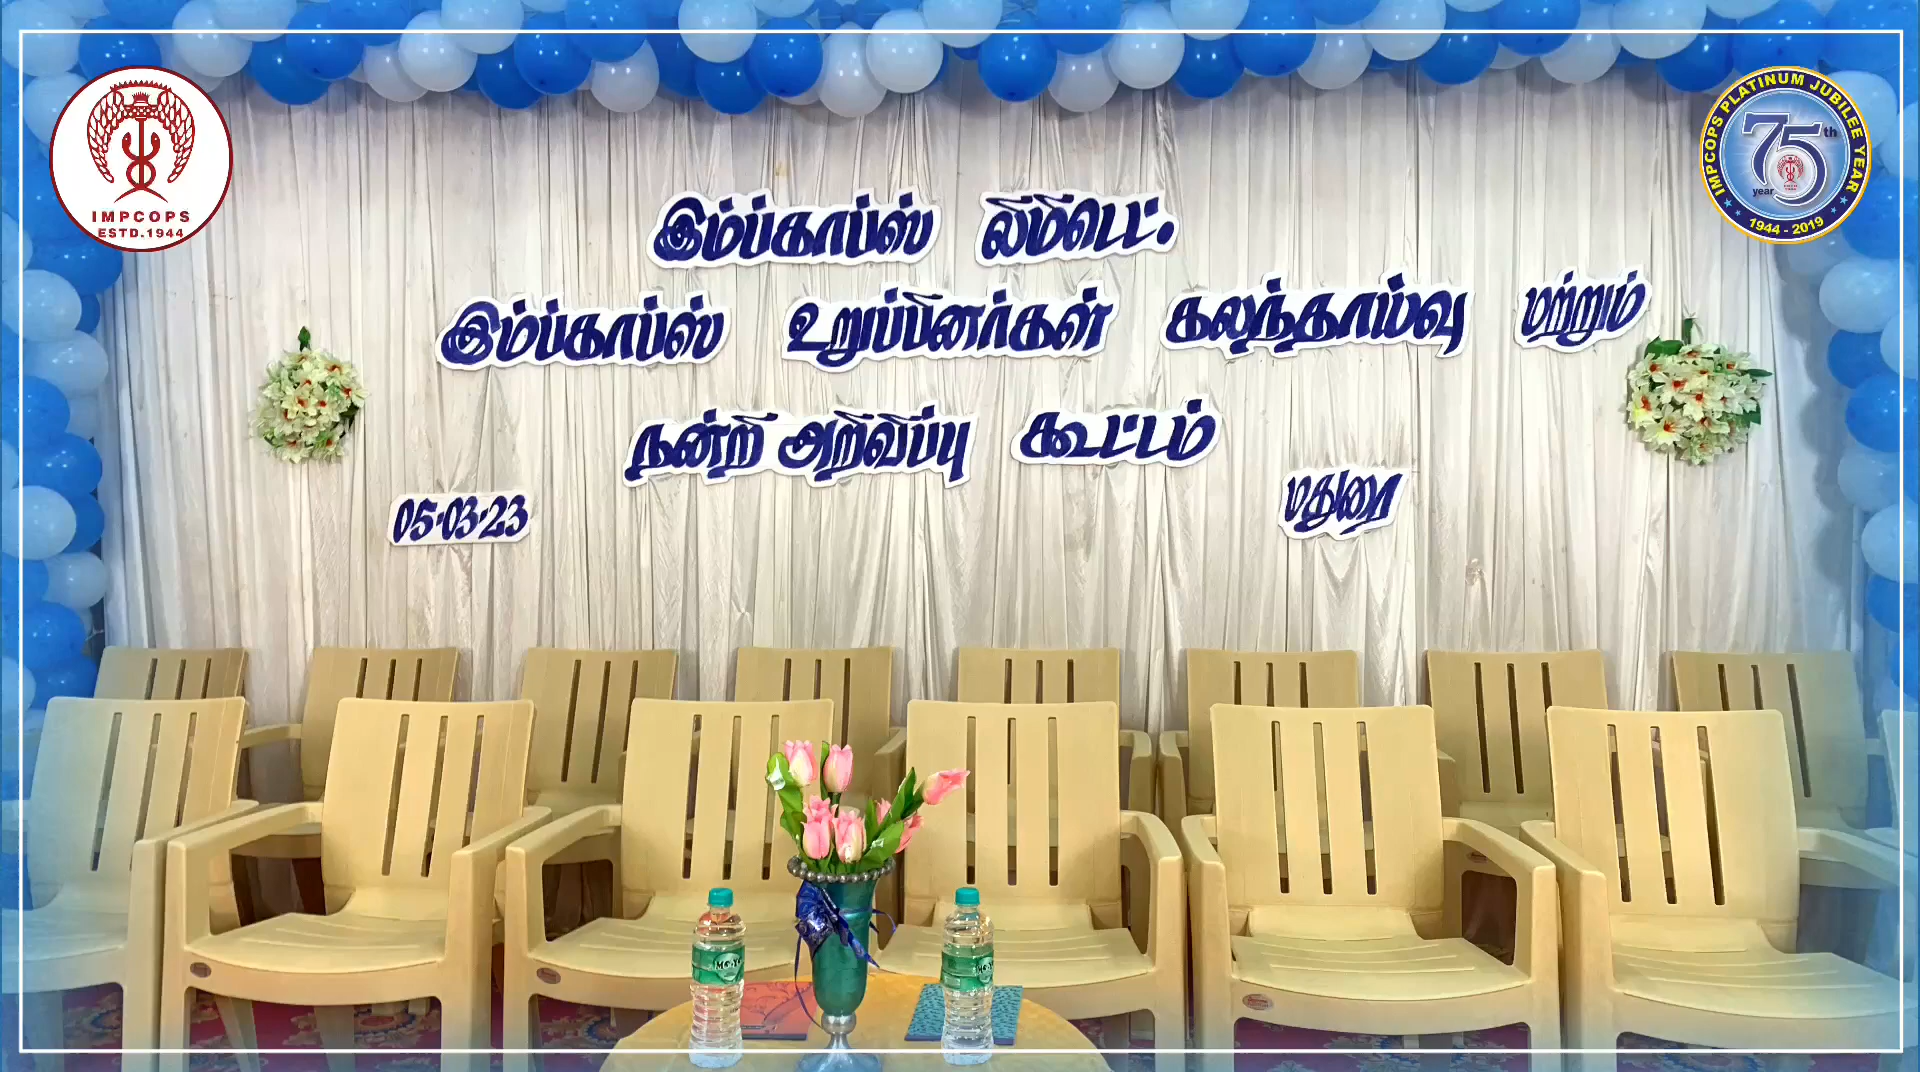 IMPCOPS
ESTD.1944
IMPCOPS PLATINUM JUBILEE YEAR
75th
year
1944 - 2019
இம்ப்காப்ஸ் லிமிடெட்.
இம்ப்காப்ஸ் உறுப்பினர்கள் கலந்தாய்வு மற்றும்
நன்றி அறிவிப்பு கூட்டம்
05-03-23 மதுரை